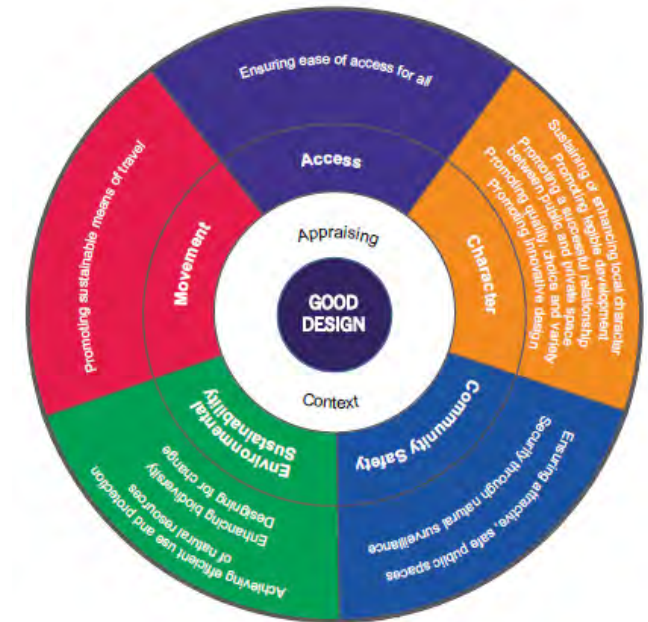 Ensuring ease of access for all
Access
Sustaining or enhancing local character
Promoting legible development
Promoting a successful relationship
between public and private space
Promoting quality, choice and variety
Promoting innovative design
Character
Ensuring attractive, safe public spaces
Security through natural surveillance
Community Safety
Environmental
Sustainability
Achieving efficient use and protection
of natural resources
Enhancing biodiversity
Designing for change
Promoting sustainable means of travel
Movement
Appraising
GOOD
DESIGN
Context